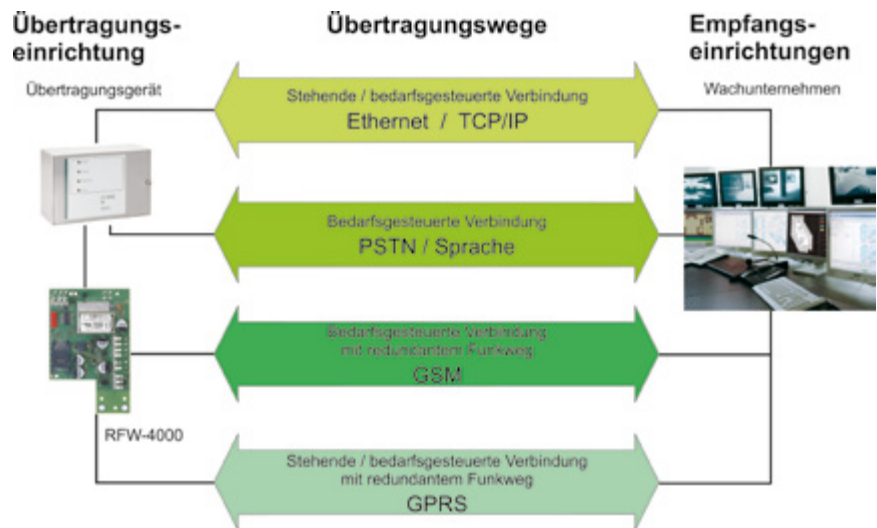 Übertragungs-
einrichtung
Übertragungswege
Empfangs-
einrichtungen
Übertragungsgerät
Wachunternehmen
Stehende / bedarfsgesteuerte Verbindung
Ethernet / TCP/IP
Bedarfsgesteuerte Verbindung
PSTN / Sprache
Bedarfsgesteuerte Verbindung
mit redundantem Funkweg
GSM
RFW-4000
Stehende / bedarfsgesteuerte Verbindung
mit redundantem Funkweg
GPRS